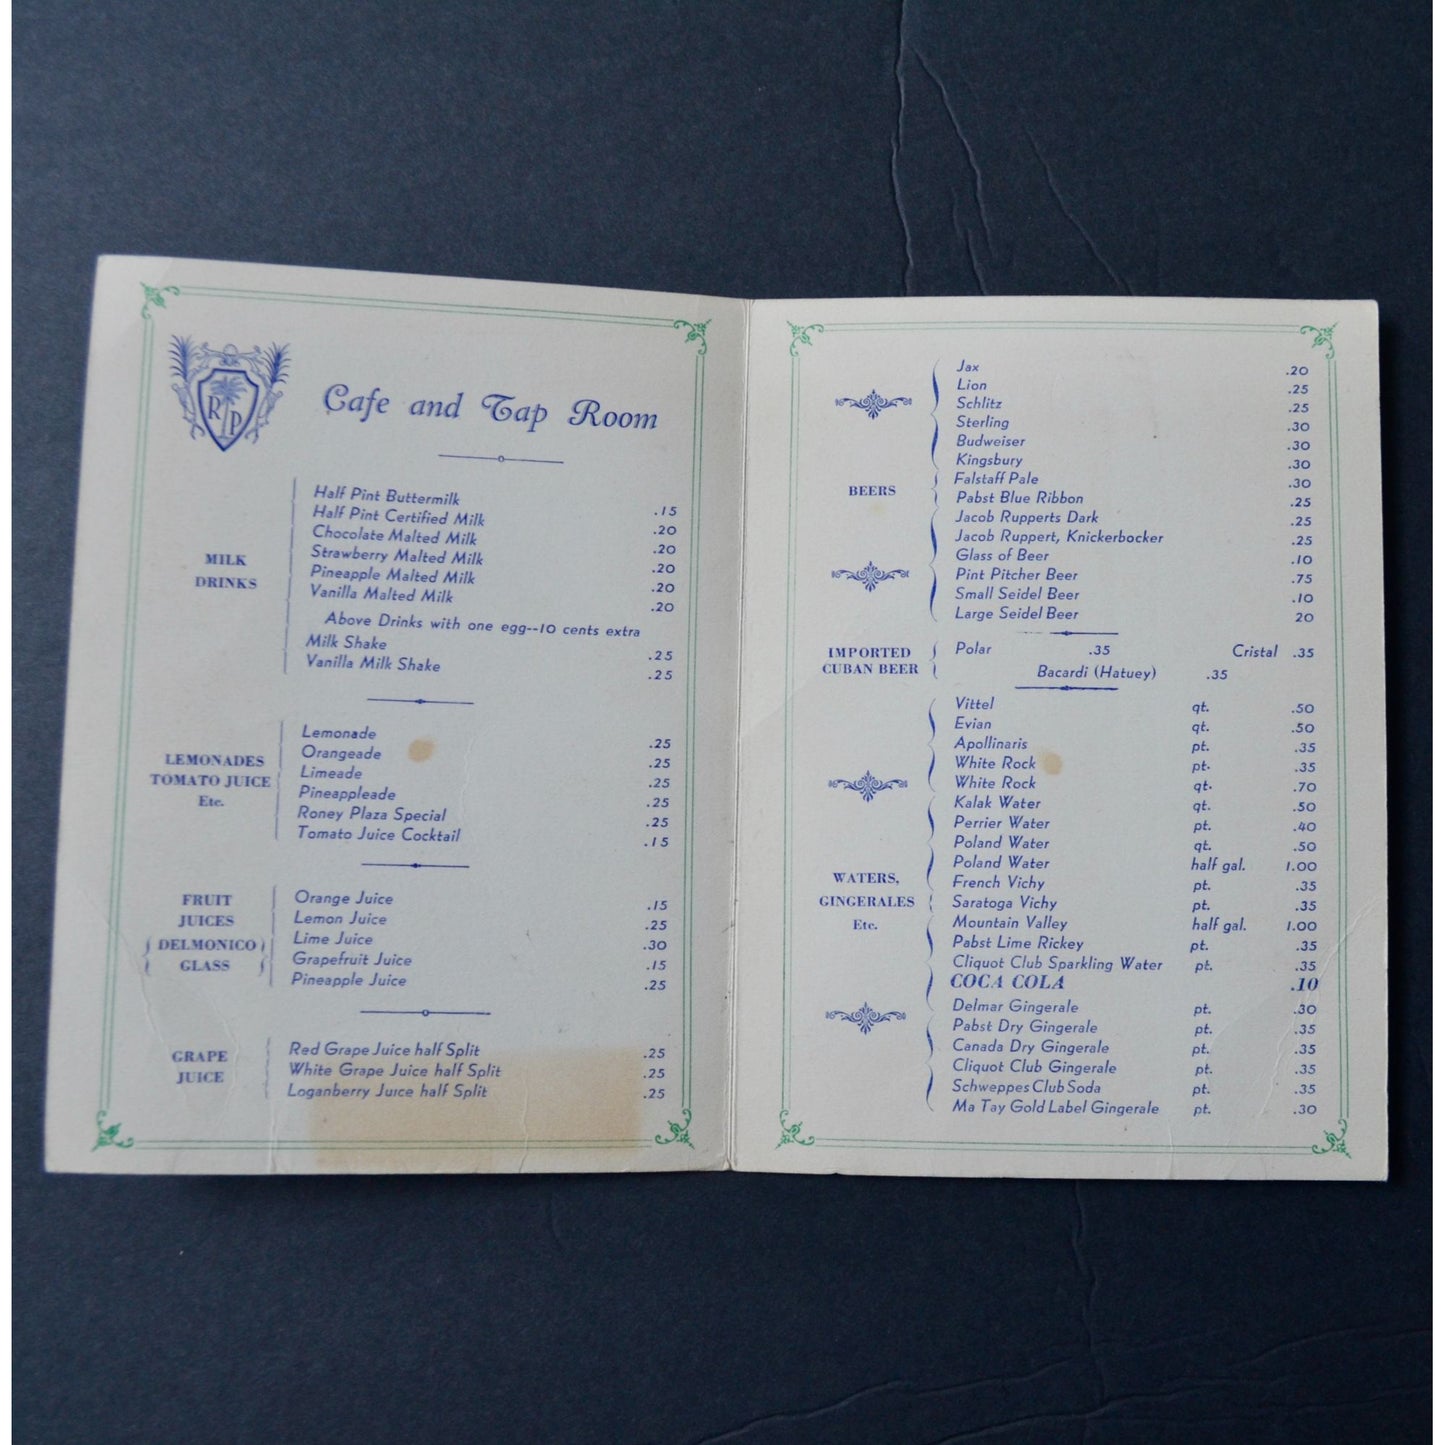 RP
Cafe and Tap Room
MILK
DRINKS
Half Pint Buttermilk .15
Half Pint Certified Milk .20
Chocolate Malted Milk .20
Strawberry Malted Milk .20
Pineapple Malted Milk .20
Vanilla Malted Milk .20
Above Drinks with one egg--10 cents extra
Milk Shake .25
Vanilla Milk Shake .25
LEMONADES
TOMATO JUICE
Etc.
Lemonade .25
Orangeade .25
Limeade .25
Pineappleade .25
Roney Plaza Special .25
Tomato Juice Cocktail .15
FRUIT
JUICES
DELMONICO
GLASS
Orange Juice .15
Lemon Juice .25
Lime Juice .30
Grapefruit Juice .15
Pineapple Juice .25
GRAPE
JUICE
Red Grape Juice half Split .25
White Grape Juice half Split .25
Loganberry Juice half Split .25
BEERS
Jax .20
Lion .25
Schlitz .25
Sterling .30
Budweiser .30
Kingsbury .30
Falstaff Pale .30
Pabst Blue Ribbon .25
Jacob Rupperts Dark .25
Jacob Ruppert, Knickerbocker .25
Glass of Beer .10
Pint Pitcher Beer .75
Small Seidel Beer .10
Large Seidel Beer 20
IMPORTED
CUBAN BEER
Polar .35 Cristal .35
Bacardi (Hatuey) .35
WATERS,
GINGERALES
Etc.
Vittel qt. .50
Evian qt. .50
Apollinaris pt. .35
White Rock pt. .35
White Rock qt. .70
Kalak Water qt. .50
Perrier Water pt. .40
Poland Water qt. .50
Poland Water half gal. 1.00
French Vichy pt. .35
Saratoga Vichy pt. .35
Mountain Valley half gal. 1.00
Pabst Lime Rickey pt. .35
Cliquot Club Sparkling Water pt. .35
COCA COLA .10
Delmar Gingerale pt. .30
Pabst Dry Gingerale pt. .35
Canada Dry Gingerale pt. .35
Cliquot Club Gingerale pt. .35
Schweppes Club Soda pt. .35
Ma Tay Gold Label Gingerale pt. .30